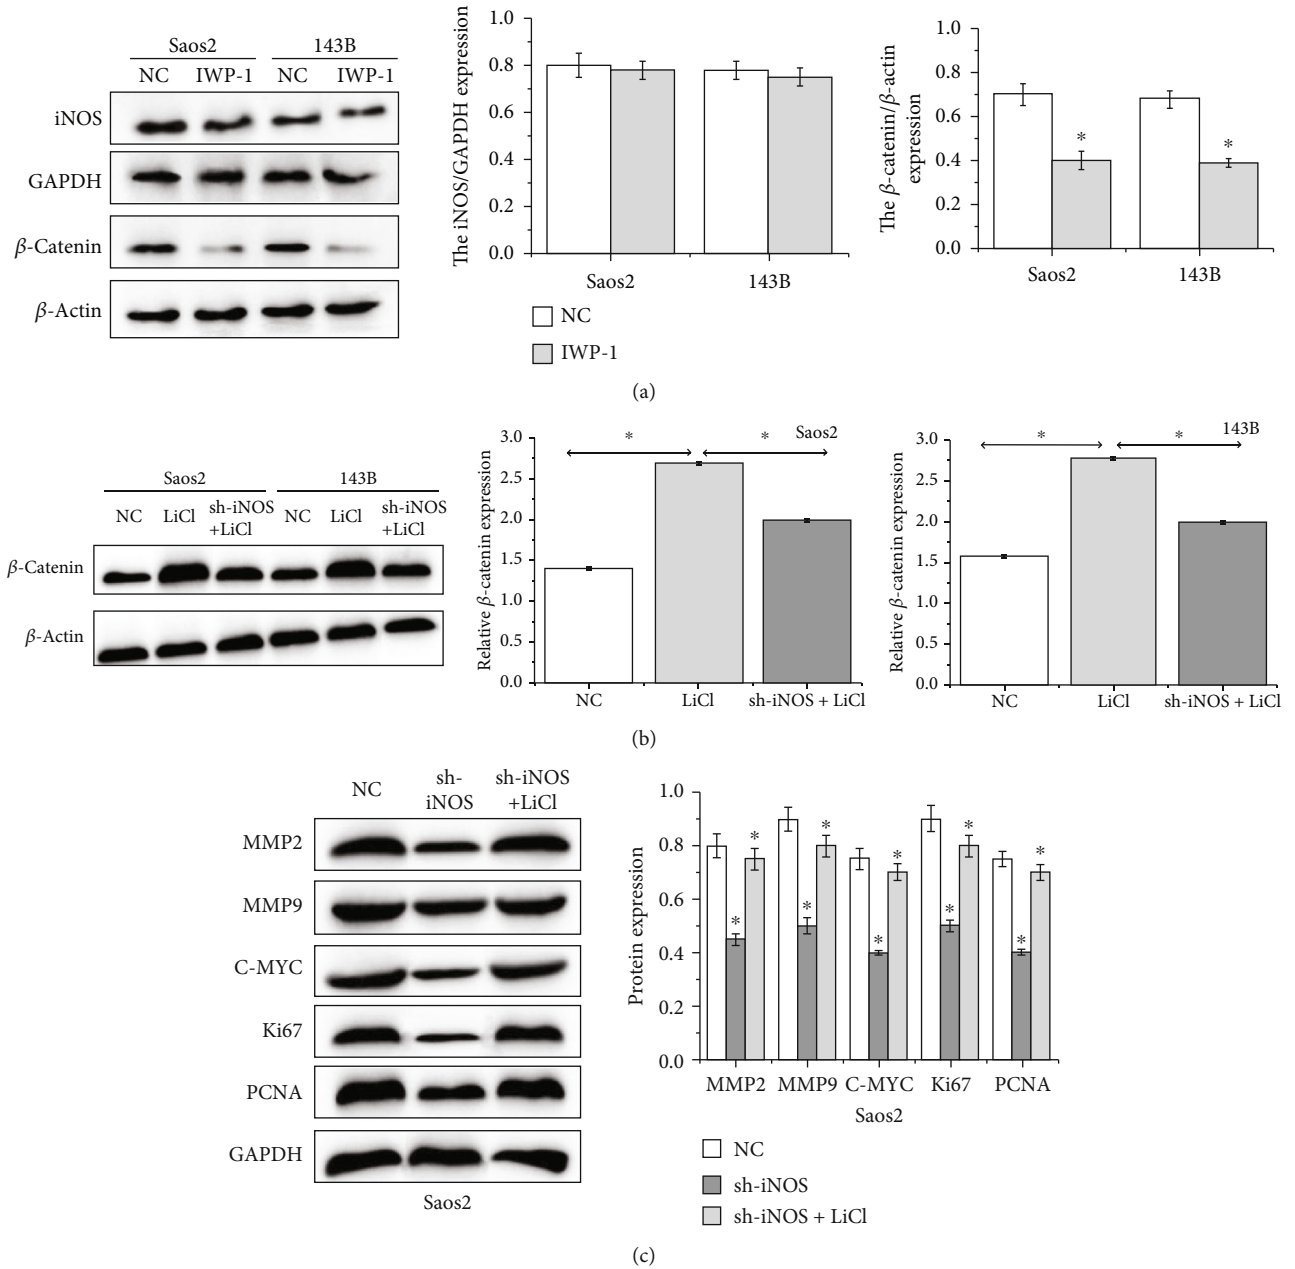 Saos2 143B
NC IWP-1 NC IWP-1
iNOS
GAPDH
β-Catenin
β-Actin
The iNOS/GAPDH expression
1.0
0.8
0.6
0.4
0.2
0.0
Saos2 143B
NC
IWP-1
The β-catenin/β-actin
expression
1.0
0.8
0.6
0.4
0.2
0.0
* *
Saos2 143B
(a)
Saos2 143B
NC LiCl sh-iNOS NC LiCl sh-iNOS
+LiCl +LiCl
β-Catenin
β-Actin
Relative β-catenin expression
3.0
2.5
2.0
1.5
1.0
0.5
0.0
* * Saos2
NC LiCl sh-iNOS + LiCl
Relative β-catenin expression
3.0
2.5
2.0
1.5
1.0
0.5
0.0
* * 143B
NC LiCl sh-iNOS + LiCl
(b)
NC sh- sh-iNOS
iNOS +LiCl
MMP2
MMP9
C-MYC
Ki67
PCNA
GAPDH
Saos2
Protein expression
1.0
0.8
0.6
0.4
0.2
0.0
* * * * * * * * * *
MMP2 MMP9 C-MYC Ki67 PCNA
Saos2
NC
sh-iNOS
sh-iNOS + LiCl
(c)